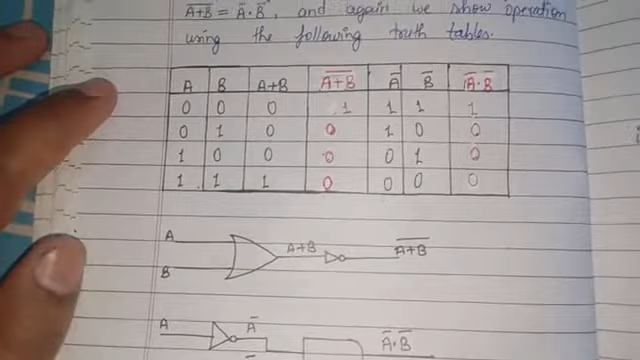 A̅+̅B̅ = A̅ · B̅, and again we show operation
using the following truth tables.
A B A+B A̅+̅B̅ A̅ B̅ A̅·B̅
0 0 0 1 1 1 1
0 1 0 0 1 0 0
1 0 0 0 0 1 0
1 1 1 0 0 0 0
A
A+B
A̅+̅B̅
B
A
A̅
A̅·B̅